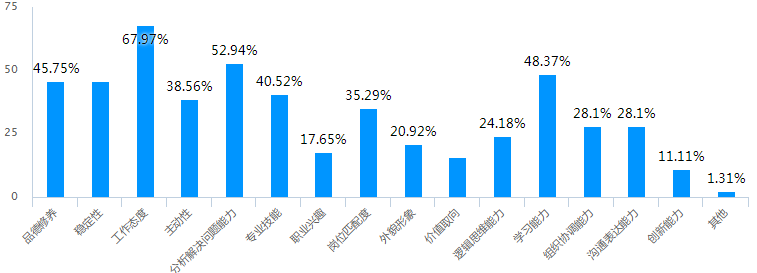 75
50
25
0
45.75%
67.97%
38.56%
52.94%
40.52%
17.65%
35.29%
20.92%
24.18%
48.37%
28.1%
28.1%
11.11%
1.31%
品德修养
稳定性
工作态度
主动性
分析解决问题能力
专业技能
职业兴趣
岗位匹配度
外貌形象
价值取向
逻辑思维能力
学习能力
组织协调能力
沟通表达能力
创新能力
其他